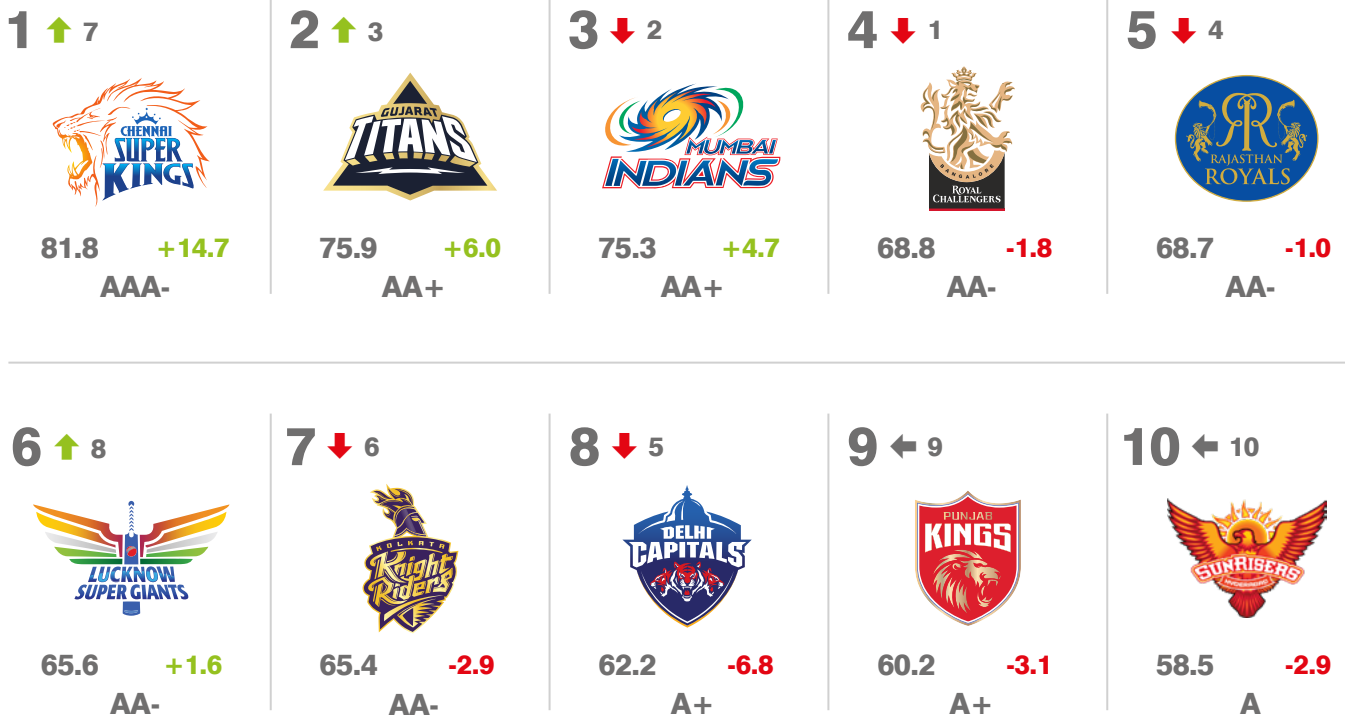 1 7
2 3
3 2
4 1
5 4
CHENNAI
SUPER
KINGS
GUJARAT
TITANS
MUMBAI
INDIANS
BANGALORE
ROYAL
CHALLENGERS
RR
RAJASTHAN
ROYALS
81.8 +14.7
AAA-
75.9 +6.0
AA+
75.3 +4.7
AA+
68.8 -1.8
AA-
68.7 -1.0
AA-
6 8
7 6
8 5
9 9
10 10
LUCKNOW
SUPER GIANTS
KOLKATA
Knight
Riders
DELHI
CAPITALS
PUNJAB
KINGS
SUNRISERS
65.6 +1.6
AA-
65.4 -2.9
AA-
62.2 -6.8
A+
60.2 -3.1
A+
58.5 -2.9
A